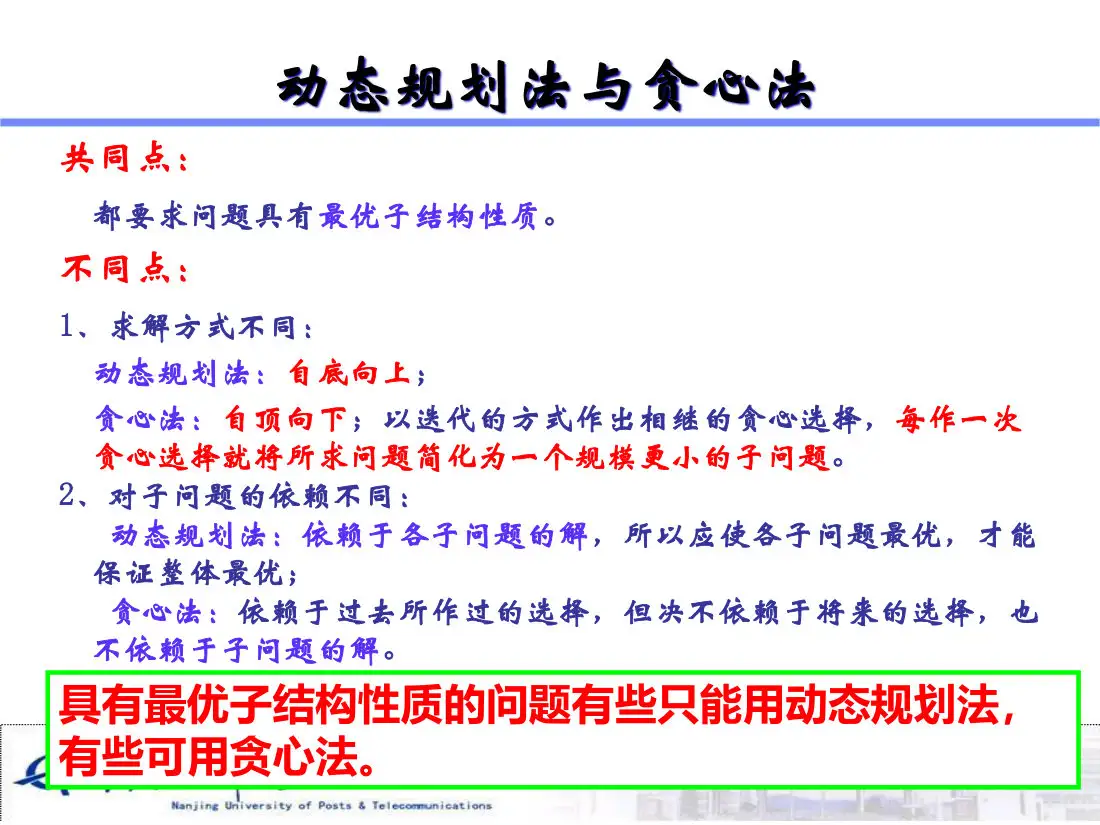 动态规划法与贪心法
共同点：
都要求问题具有最优子结构性质。
不同点：
1、求解方式不同：
动态规划法：自底向上；
贪心法：自顶向下；以迭代的方式作出相继的贪心选择，每作一次
贪心选择就将所求问题简化为一个规模更小的子问题。
2、对子问题的依赖不同：
动态规划法：依赖于各子问题的解，所以应使各子问题最优，才能
保证整体最优；
贪心法：依赖于过去所作过的选择，但决不依赖于将来的选择，也
不依赖于子问题的解。
具有最优子结构性质的问题有些只能用动态规划法，
有些可用贪心法。
Nanjing University of Posts & Telecommunications